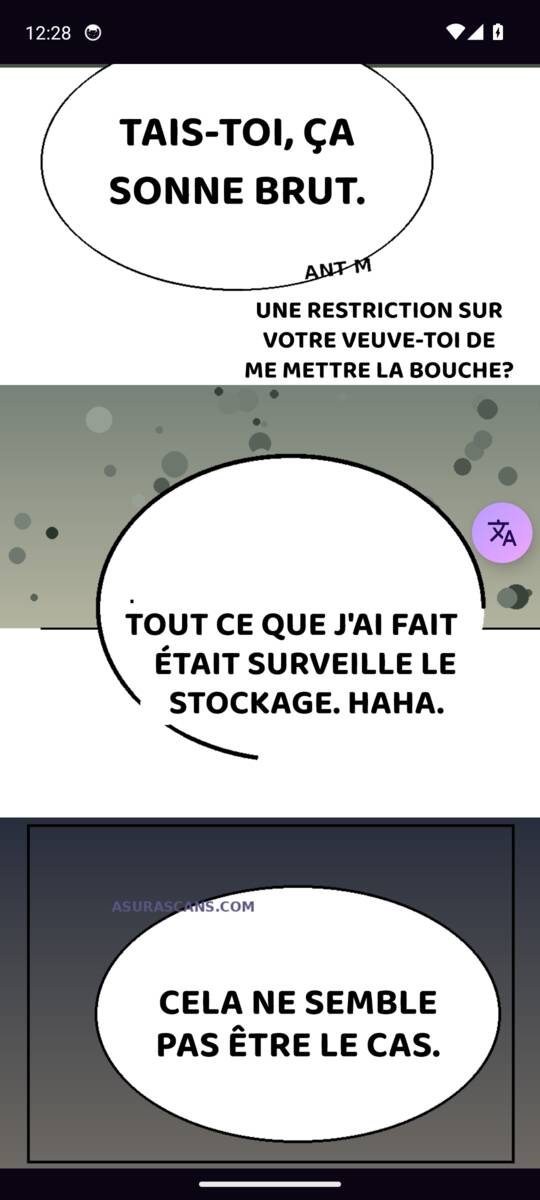 12:28
TAIS-TOI, ÇA
SONNE BRUT.
ANT M
UNE RESTRICTION SUR
VOTRE VEUVE-TOI DE
ME METTRE LA BOUCHE?
TOUT CE QUE J'AI FAIT
ÉTAIT SURVEILLE LE
STOCKAGE. HAHA.
ASURASCANS.COM
CELA NE SEMBLE
PAS ÊTRE LE CAS.